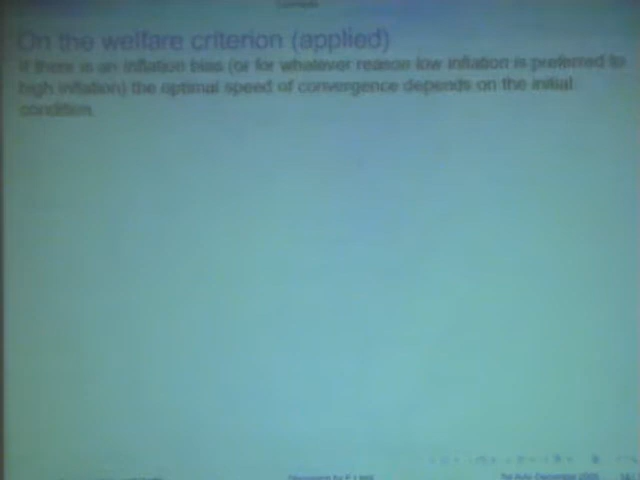 On the welfare criterion (applied)
If there is an inflation bias (or for whatever reason low inflation is preferred to
high inflation) the optimal speed of convergence depends on the initial
condition.
December